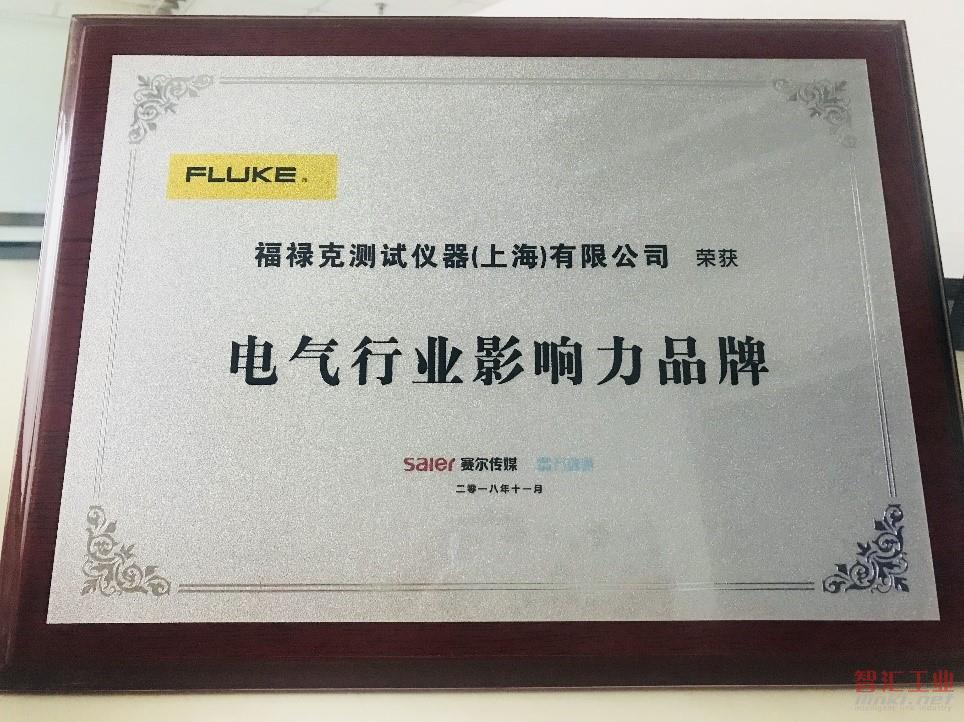 FLUKE
福禄克测试仪器(上海)有限公司 荣获
电气行业影响力品牌
saier 赛尔传媒
二零一八年十一月
智汇工业